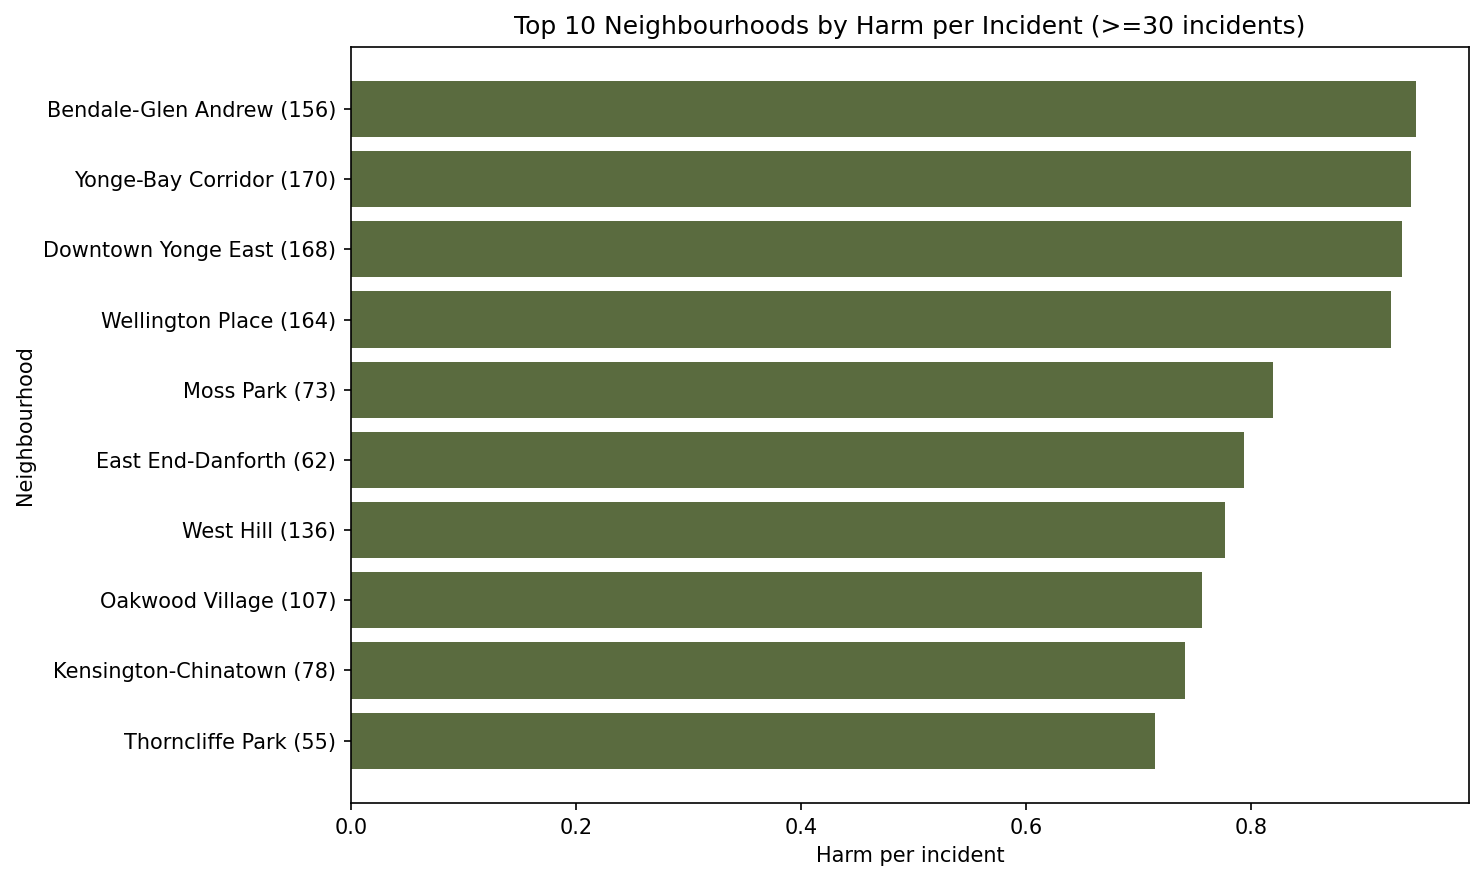 Top 10 Neighbourhoods by Harm per Incident (>=30 incidents)
Neighbourhood
Bendale-Glen Andrew (156)
Yonge-Bay Corridor (170)
Downtown Yonge East (168)
Wellington Place (164)
Moss Park (73)
East End-Danforth (62)
West Hill (136)
Oakwood Village (107)
Kensington-Chinatown (78)
Thorncliffe Park (55)
0.0 0.2 0.4 0.6 0.8
Harm per incident